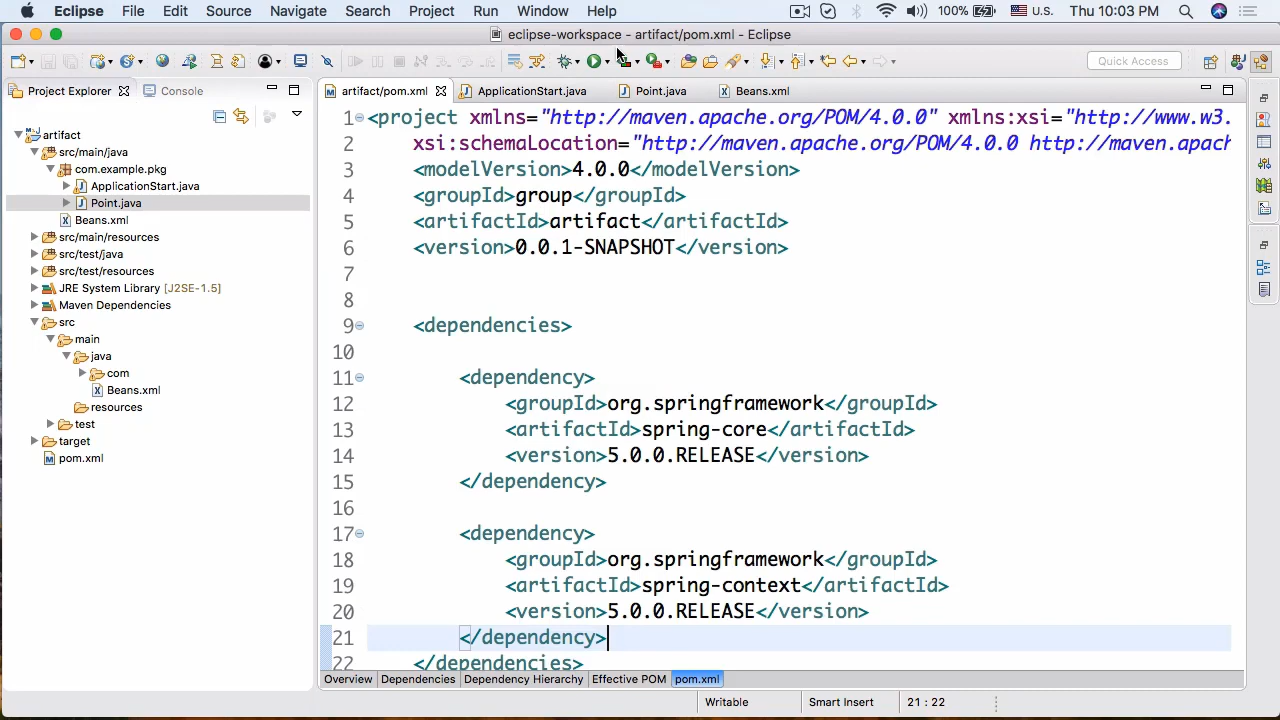 Eclipse File Edit Source Navigate Search Project Run Window Help 100% U.S. Thu 10:03 PM
eclipse-workspace - artifact/pom.xml - Eclipse
Quick Access
Project Explorer Console
artifact/pom.xml ApplicationStart.java Point.java Beans.xml
artifact
src/main/java
com.example.pkg
ApplicationStart.java
Point.java
Beans.xml
src/main/resources
src/test/java
src/test/resources
JRE System Library [J2SE-1.5]
Maven Dependencies
src
main
java
com
Beans.xml
resources
test
target
pom.xml
1 <project xmlns="http://maven.apache.org/POM/4.0.0" xmlns:xsi="http://www.w3.
2 xsi:schemaLocation="http://maven.apache.org/POM/4.0.0 http://maven.apach
3 <modelVersion>4.0.0</modelVersion>
4 <groupId>group</groupId>
5 <artifactId>artifact</artifactId>
6 <version>0.0.1-SNAPSHOT</version>
7
8
9 <dependencies>
10
11 <dependency>
12 <groupId>org.springframework</groupId>
13 <artifactId>spring-core</artifactId>
14 <version>5.0.0.RELEASE</version>
15 </dependency>
16
17 <dependency>
18 <groupId>org.springframework</groupId>
19 <artifactId>spring-context</artifactId>
20 <version>5.0.0.RELEASE</version>
21 </dependency>
22 </dependencies>
Overview Dependencies Dependency Hierarchy Effective POM pom.xml
Writable Smart Insert 21 : 22